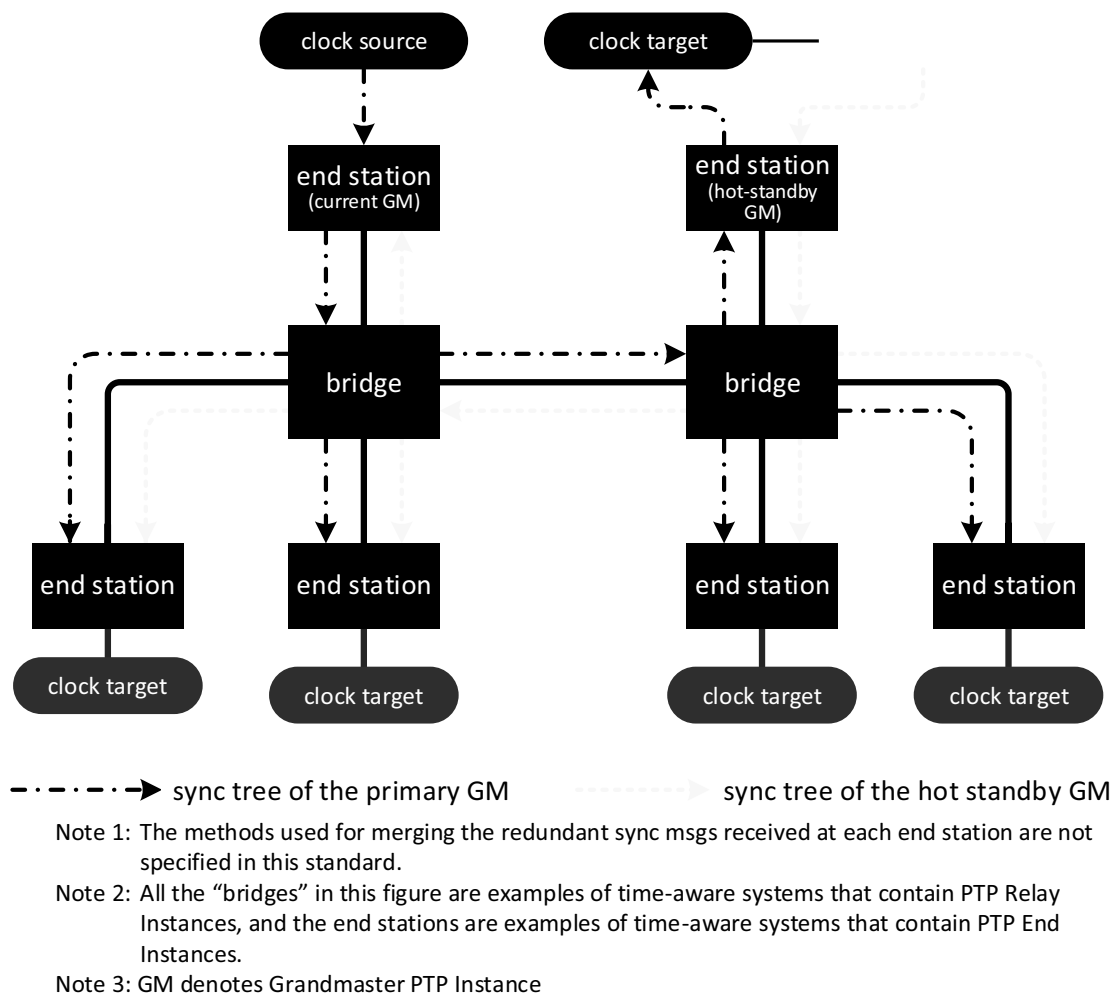 clock source
clock target
end station
(current GM)
end station
(hot-standby
GM)
bridge
bridge
end station
end station
end station
end station
clock target
clock target
clock target
clock target
sync tree of the primary GM
sync tree of the hot standby GM
Note 1: The methods used for merging the redundant sync msgs received at each end station are not
specified in this standard.
Note 2: All the “bridges” in this figure are examples of time-aware systems that contain PTP Relay
Instances, and the end stations are examples of time-aware systems that contain PTP End
Instances.
Note 3: GM denotes Grandmaster PTP Instance